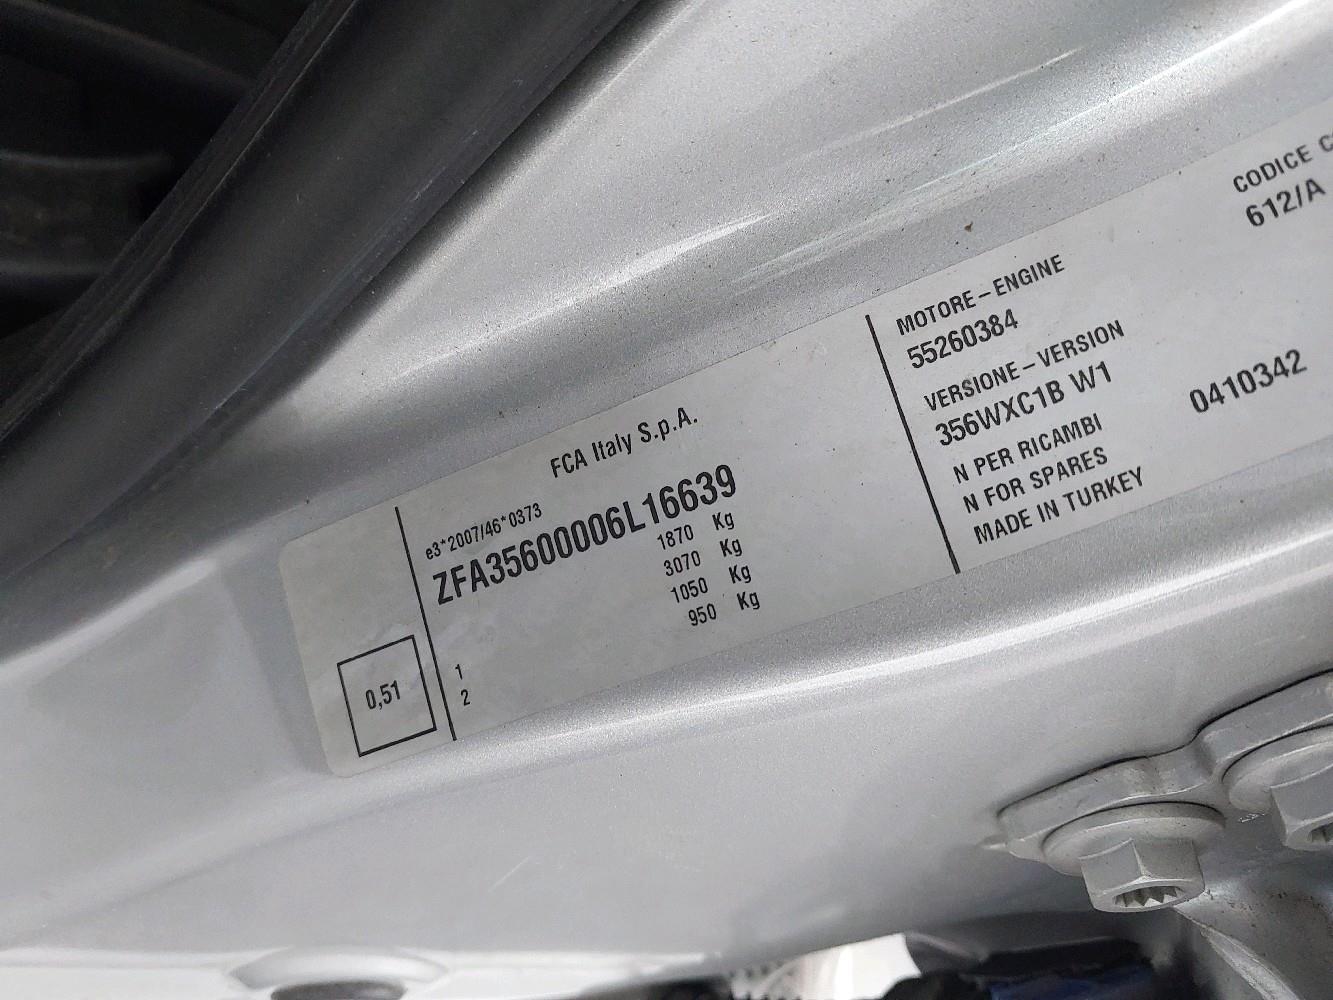 FCA Italy S.p.A.
e3*2007/46*0373
ZFA35600006L16639
1870 Kg
3070 Kg
1 1050 Kg
2 950 Kg
0,51
MOTORE-ENGINE
55260384
VERSIONE-VERSION
356WXC1B W1
N PER RICAMBI
N FOR SPARES
0410342
MADE IN TURKEY
CODICE C
612/A